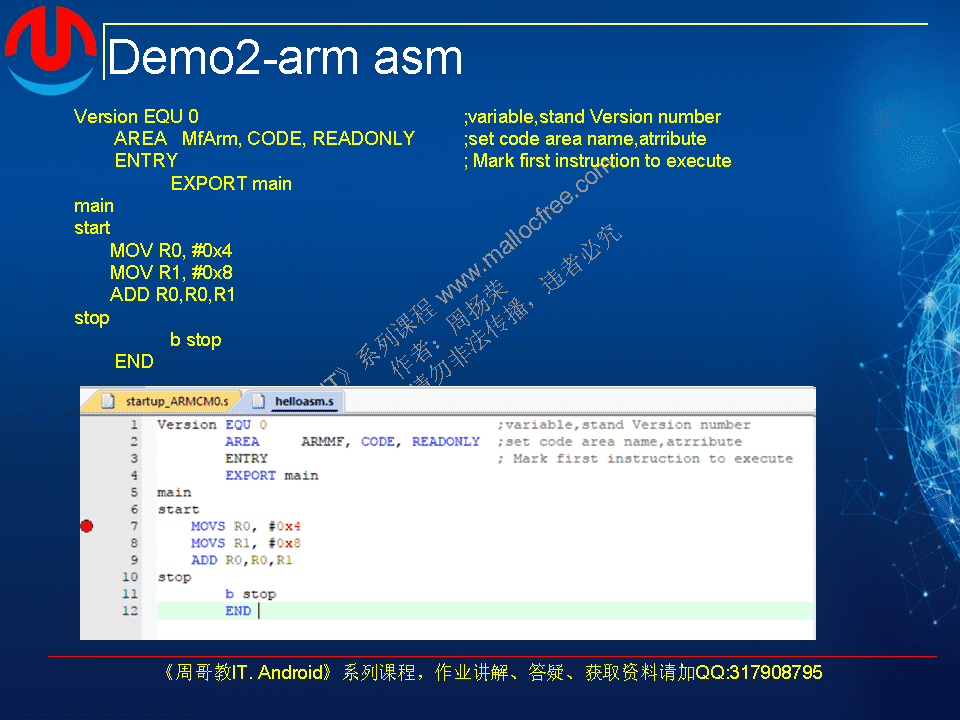 Demo2-arm asm
Version EQU 0 ;variable,stand Version number
AREA MfArm, CODE, READONLY ;set code area name,atrribute
ENTRY ; Mark first instruction to execute
EXPORT main
main
start
MOV R0, #0x4
MOV R1, #0x8
ADD R0,R0,R1
stop
b stop
END
IT》系列课程 www.mallocfree.com
作者：周扬荣
请勿非法传播，违者必究
startup_ARMCM0.s helloasm.s
1 Version EQU 0 ;variable,stand Version number
2 AREA ARMMF, CODE, READONLY ;set code area name,atrribute
3 ENTRY ; Mark first instruction to execute
4 EXPORT main
5 main
6 start
7 MOVS R0, #0x4
8 MOVS R1, #0x8
9 ADD R0,R0,R1
10 stop
11 b stop
12 END
《周哥教IT. Android》系列课程，作业讲解、答疑、获取资料请加QQ:317908795